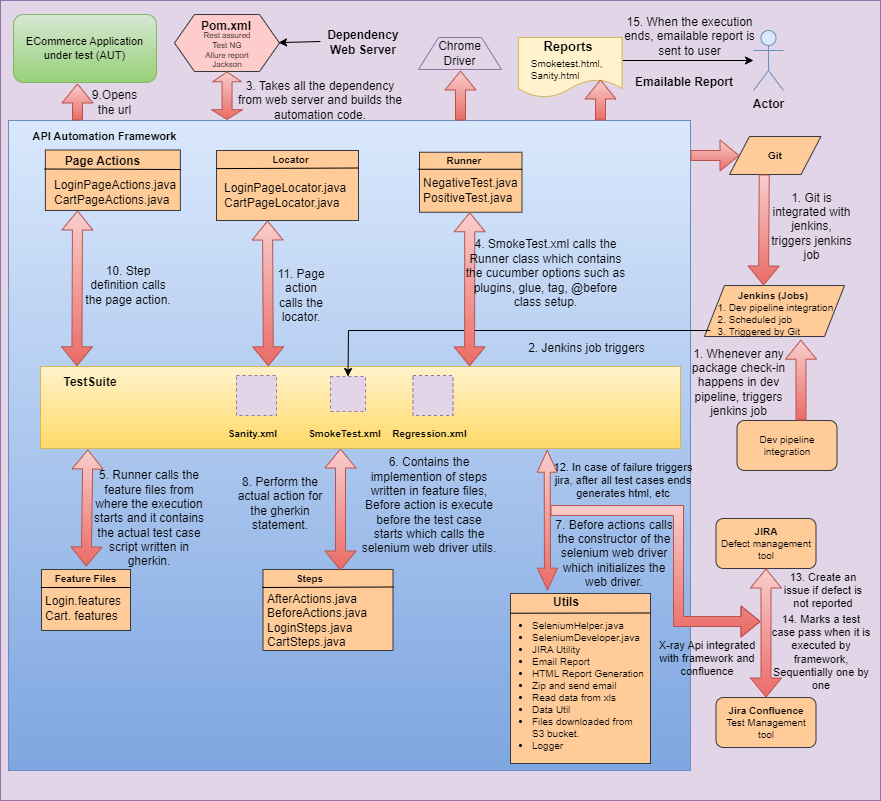 ECommerce Application
under test (AUT)
Pom.xml
Rest assured
Test NG
Allure report
Jackson
Dependency
Web Server
Chrome
Driver
Reports
Smoketest.html,
Sanity.html
15. When the execution
ends, emailable report is
sent to user
Emailable Report
Actor
9.Opens
the url
3. Takes all the dependency
from web server and builds the
automation code.
API Automation Framework
Page Actions
LoginPageActions.java
CartPageActions.java
Locator
LoginPageLocator.java
CartPageLocator.java
Runner
NegativeTest.java
PositiveTest.java
Git
1. Git is
integrated with
jenkins,
triggers jenkins
job
10. Step
definition calls
the page action.
11. Page
action
calls the
locator.
4. SmokeTest.xml calls the
Runner class which contains
the cucumber options such as
plugins, glue, tag, @before
class setup.
Jenkins (Jobs)
1. Dev pipeline integration
2. Scheduled job
3. Triggered by Git
2. Jenkins job triggers
1. Whenever any
package check-in
happens in dev
pipeline, triggers
jenkins job
TestSuite
Sanity.xml
SmokeTest.xml
Regression.xml
Dev pipeline
integration
5. Runner calls the
feature files from
where the execution
starts and it contains
the actual test case
script written in
gherkin.
8. Perform the
actual action for
the gherkin
statement.
6. Contains the
implemention of steps
written in feature files,
Before action is execute
before the test case
starts which calls the
selenium web driver utils.
12. In case of failure triggers
jira, after all test cases ends
generates html, etc
7. Before actions calls
the constructor of the
selenium web driver
which initializes the
web driver.
JIRA
Defect management
tool
Feature Files
Login.features
Cart. features
Steps
AfterActions.java
BeforeActions.java
LoginSteps.java
CartSteps.java
Utils
• SeleniumHelper.java
• SeleniumDeveloper.java
• JIRA Utility
• Email Report
• HTML Report Generation
• Zip and send email
• Read data from xls
• Data Util
• Files downloaded from
S3 bucket.
• Logger
13. Create an
issue if defect is
not reported
14. Marks a test
case pass when it is
executed by
framework,
Sequentially one by
one
X-ray Api integrated
with framework and
confluence
Jira Confluence
Test Management
tool